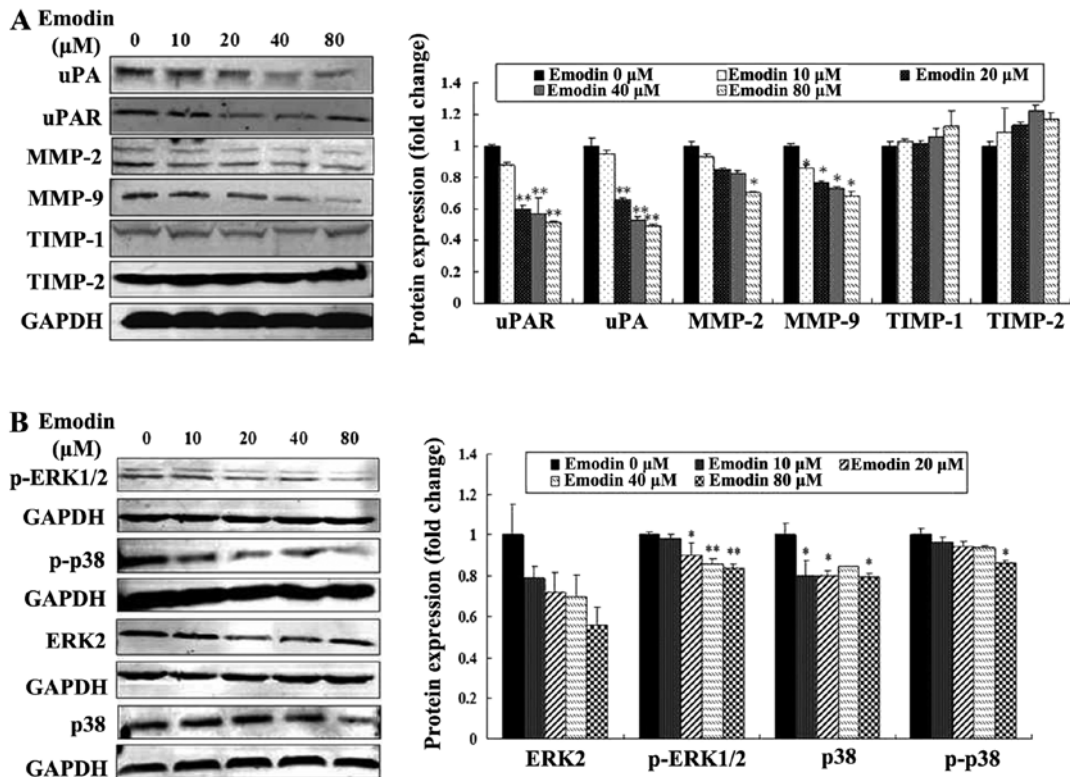 A Emodin
(μM)
0 10 20 40 80
uPA
uPAR
MMP-2
MMP-9
TIMP-1
TIMP-2
GAPDH
Protein expression (fold change)
Emodin 0 μM Emodin 10 μM Emodin 20 μM
Emodin 40 μM Emodin 80 μM
1.4
1.2
1
0.8
0.6
0.4
0.2
0
** ** **
** ** **
*
* * * *
uPAR uPA MMP-2 MMP-9 TIMP-1 TIMP-2
B Emodin
(μM)
0 10 20 40 80
p-ERK1/2
GAPDH
p-p38
GAPDH
ERK2
GAPDH
p38
GAPDH
Protein expression (fold change)
Emodin 0 μM Emodin 10 μM Emodin 20 μM
Emodin 40 μM Emodin 80 μM
1.4
1.2
1
0.8
0.6
0.4
0.2
0
* ** **
* * *
*
ERK2 p-ERK1/2 p38 p-p38